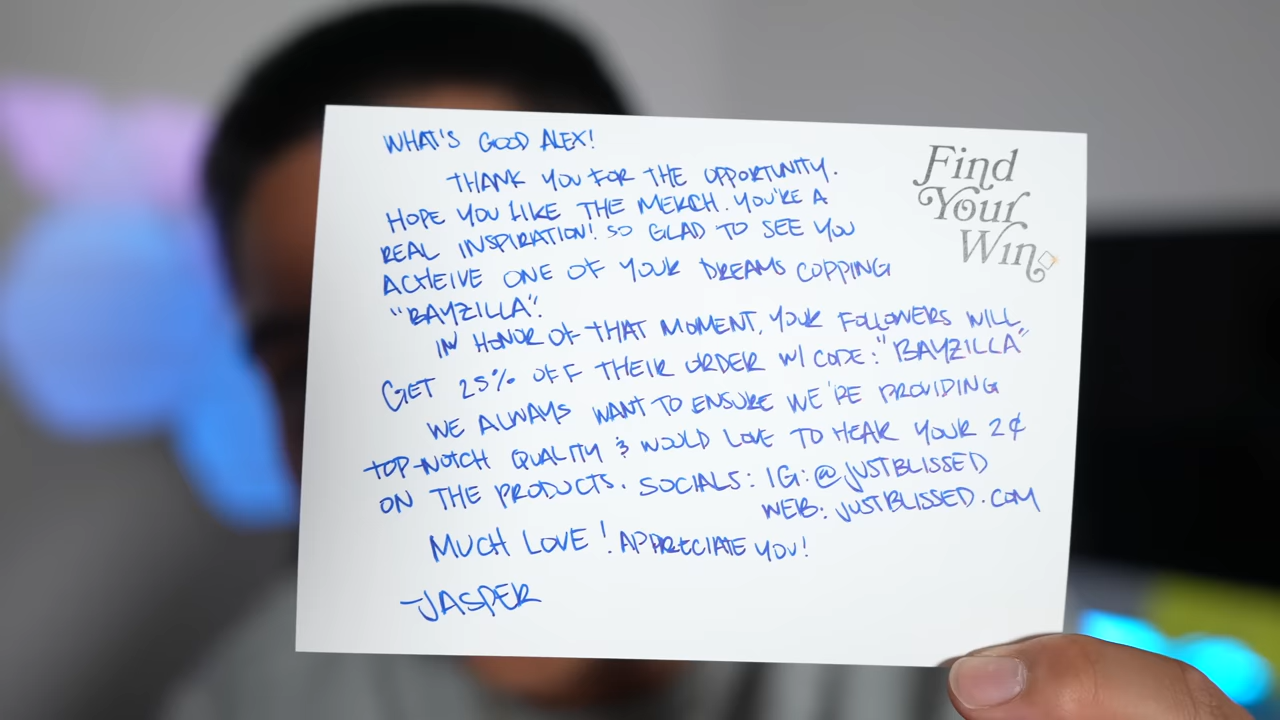 WHAT'S GOOD ALEX!
THANK YOU FOR THE OPPORTUNITY.
HOPE YOU LIKE THE MERCH. YOU'RE A
REAL INSPIRATION! SO GLAD TO SEE YOU
ACHEIVE ONE OF YOUR DREAMS COPPING
"BAYZILLA".
IN HONOR OF THAT MOMENT, YOUR FOLLOWERS WILL
GET 25% OFF THEIR ORDER W/ CODE: "BAYZILLA"
WE ALWAYS WANT TO ENSURE WE'RE PROVIDING
TOP-NOTCH QUALITY & WOULD LOVE TO HEAR YOUR 2¢
ON THE PRODUCTS. SOCIALS: IG: @JUSTBLISSED
WEB: JUSTBLISSED.COM
MUCH LOVE! APPRECIATE YOU!
-JASPER
Find
Your
Win